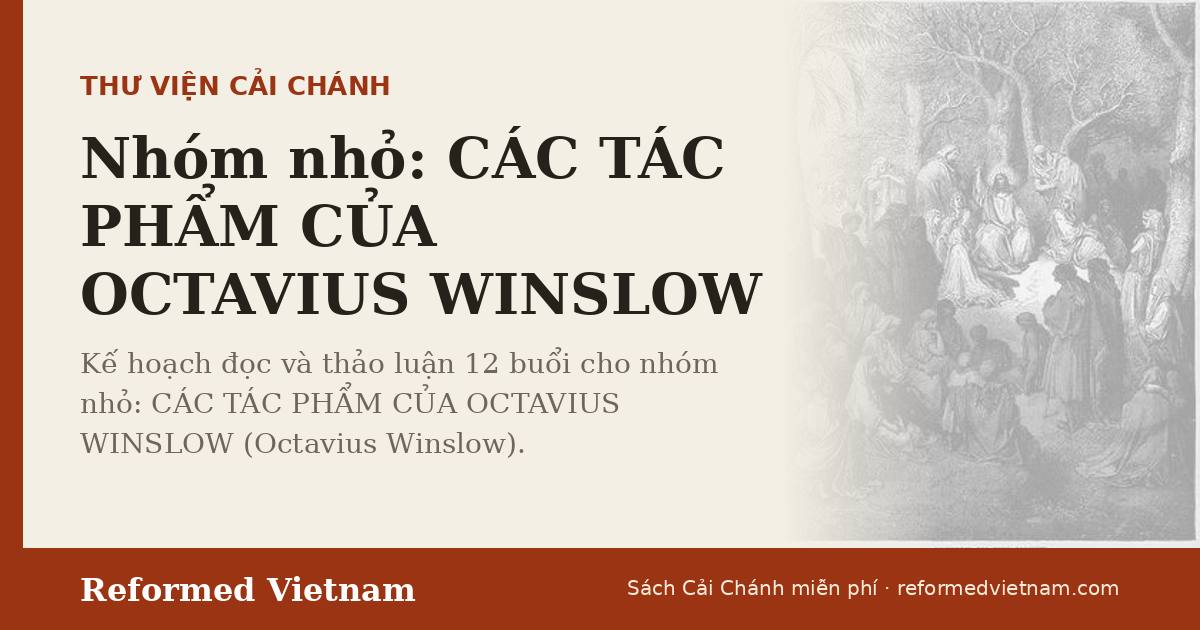 THƯ VIỆN CẢI CHÁNH
Nhóm nhỏ: CÁC TÁC
PHẨM CỦA
OCTAVIUS WINSLOW
Kế hoạch đọc và thảo luận 12 buổi cho nhóm
nhỏ: CÁC TÁC PHẨM CỦA OCTAVIUS
WINSLOW (Octavius Winslow).
Reformed Vietnam
Sách Cải Chánh miễn phí · reformedvietnam.com